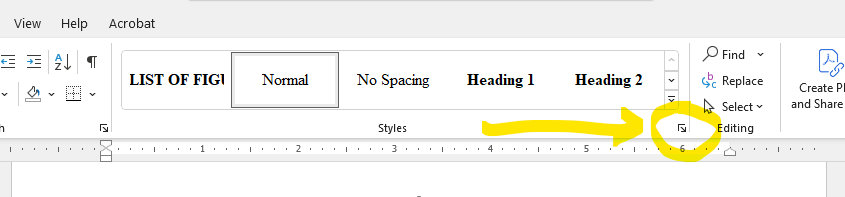 View Help Acrobat
LIST OF FIGU Normal No Spacing Heading 1 Heading 2
Find
Replace
Select
Create P
and Share
Styles
Editing
1 2 3 4 5 6